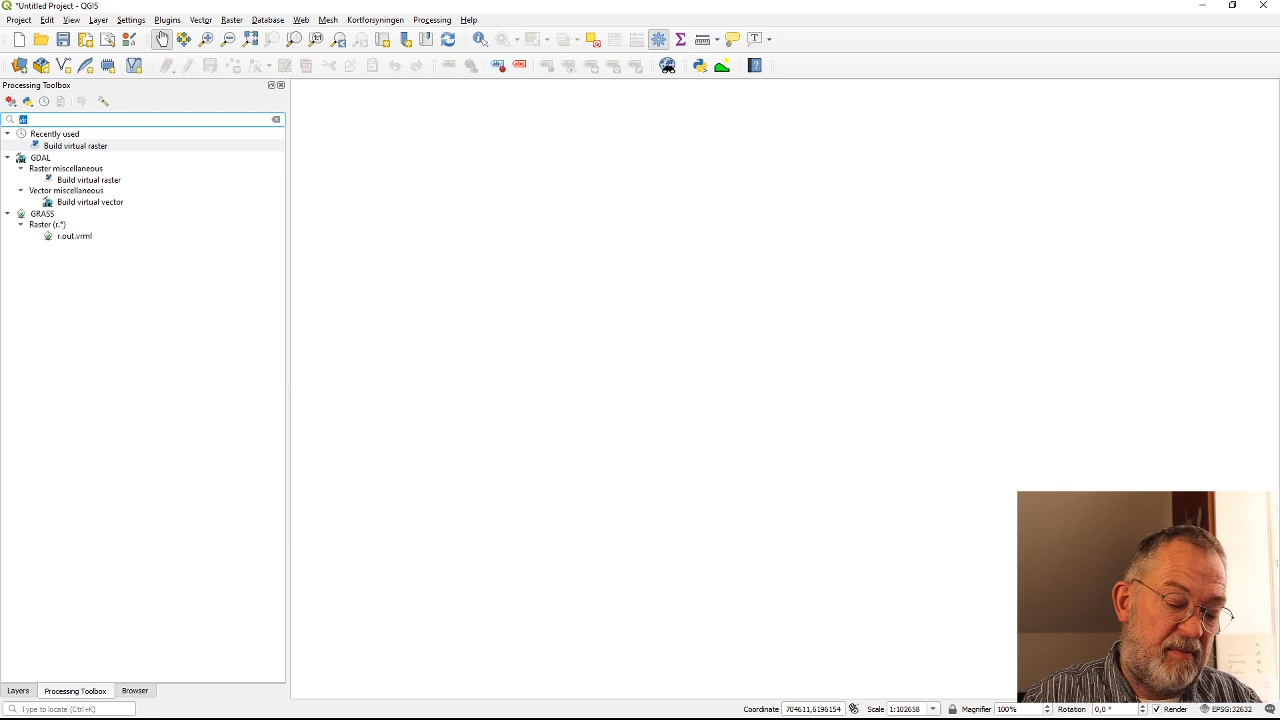 *Untitled Project - QGIS
Project Edit View Layer Settings Plugins Vector Raster Database Web Mesh Kortforsyningen Processing Help
Processing Toolbox
Recently used
Build virtual raster
GDAL
Raster miscellaneous
Build virtual raster
Vector miscellaneous
Build virtual vector
GRASS
Raster (r.*)
r.out.vrml
Layers Processing Toolbox Browser
Type to locate (Ctrl+K) Coordinate 704611,6196154 Scale 1:102658 Magnifier 100% Rotation 0,0 ° Render EPSG:32632